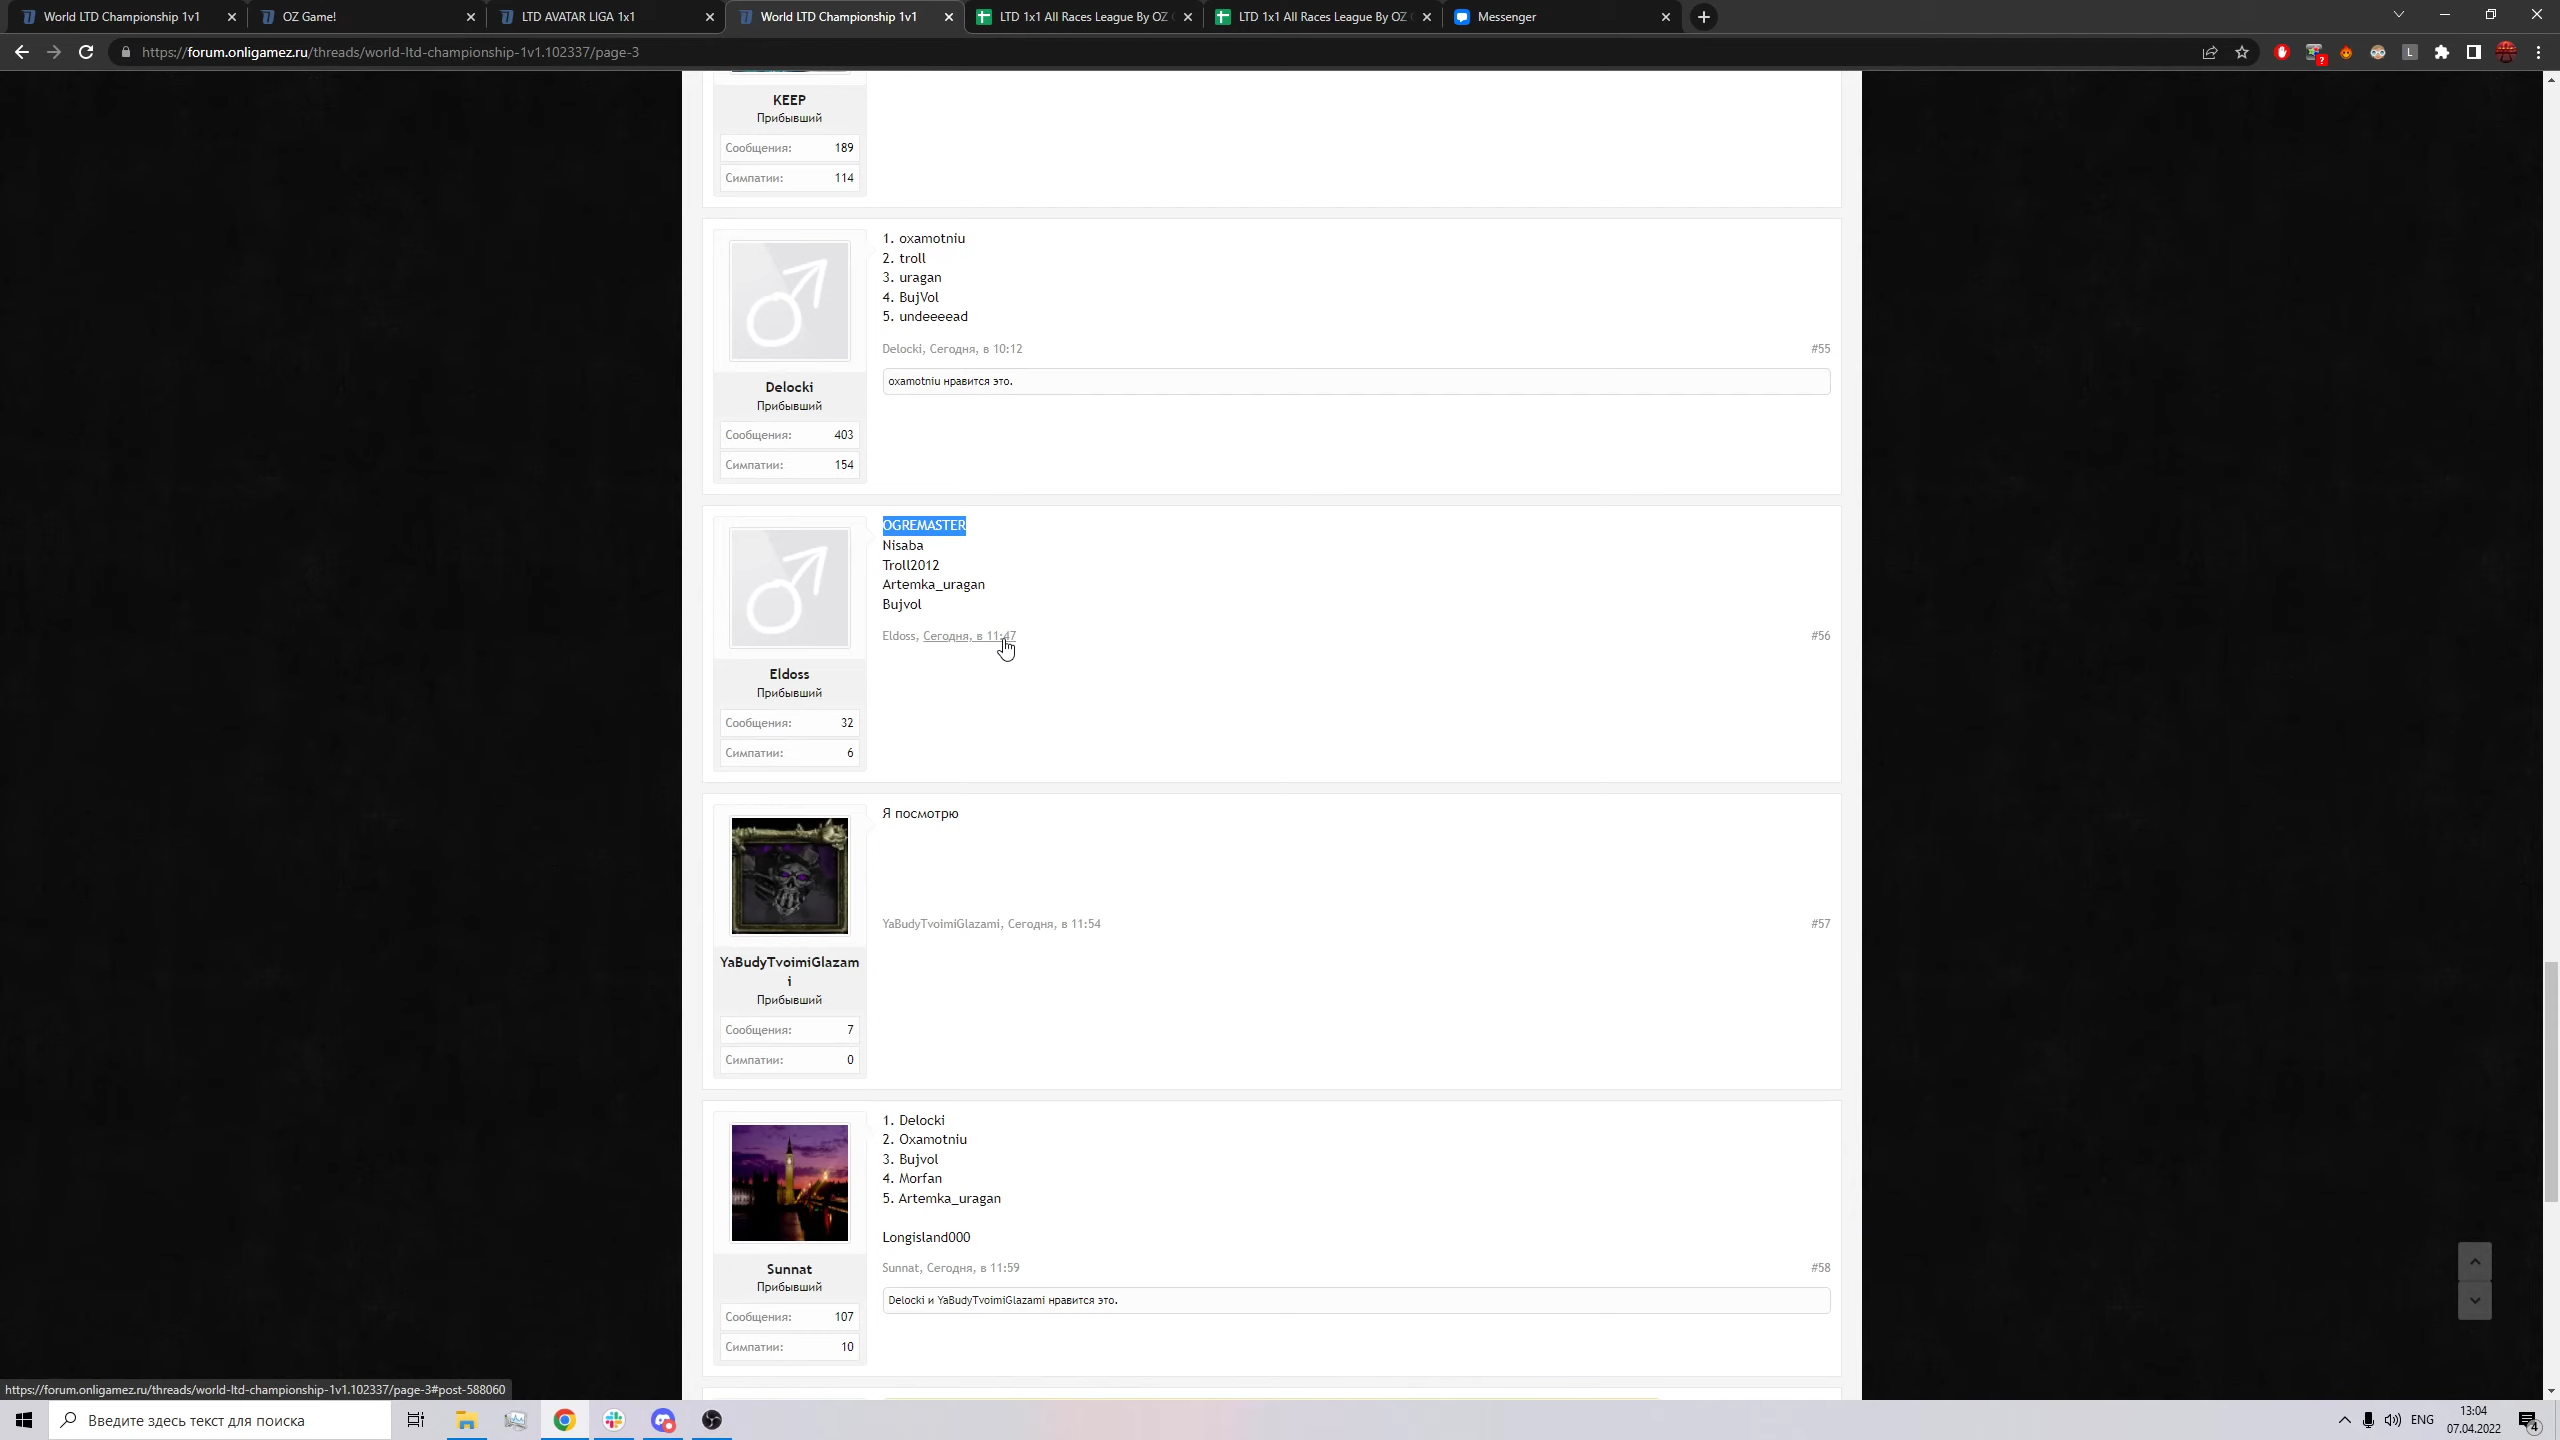 World LTD Championship 1v1
OZ Game!
LTD AVATAR LIGA 1x1
World LTD Championship 1v1
LTD 1x1 All Races League By OZ
LTD 1x1 All Races League By OZ
Messenger
https://forum.onligamez.ru/threads/world-ltd-championship-1v1.102337/page-3
KEEP
Прибывший
Сообщения: 189
Симпатии: 114
1. oxamotniu
2. troll
3. uragan
4. BujVol
5. undeeeead
Delocki, Сегодня, в 10:12 #55
oxamotniu нравится это.
Delocki
Прибывший
Сообщения: 403
Симпатии: 154
OGREMASTER
Nisaba
Troll2012
Artemka_uragan
Bujvol
Eldoss, Сегодня, в 11:47 #56
Eldoss
Прибывший
Сообщения: 32
Симпатии: 6
Я посмотрю
YaBudyTvoimiGlazami, Сегодня, в 11:54 #57
YaBudyTvoimiGlazam
i
Прибывший
Сообщения: 7
Симпатии: 0
1. Delocki
2. Oxamotniu
3. Bujvol
4. Morfan
5. Artemka_uragan
Longisland000
Sunnat, Сегодня, в 11:59 #58
Delocki и YaBudyTvoimiGlazami нравится это.
Sunnat
Прибывший
Сообщения: 107
Симпатии: 10
https://forum.onligamez.ru/threads/world-ltd-championship-1v1.102337/page-3#post-588060
Введите здесь текст для поиска
ENG
13:04
07.04.2022
4